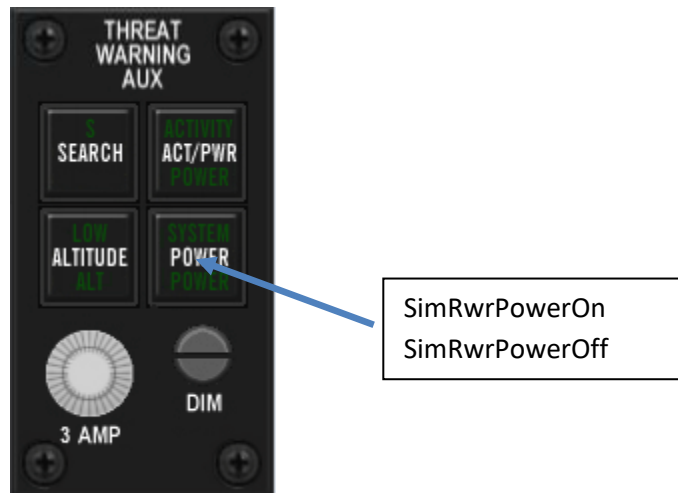 THREAT
WARNING
AUX
S
SEARCH
ACTIVITY
ACT/PWR
POWER
LOW
ALTITUDE
ALT
SYSTEM
POWER
POWER
SimRwrPowerOn
SimRwrPowerOff
DIM
3 AMP